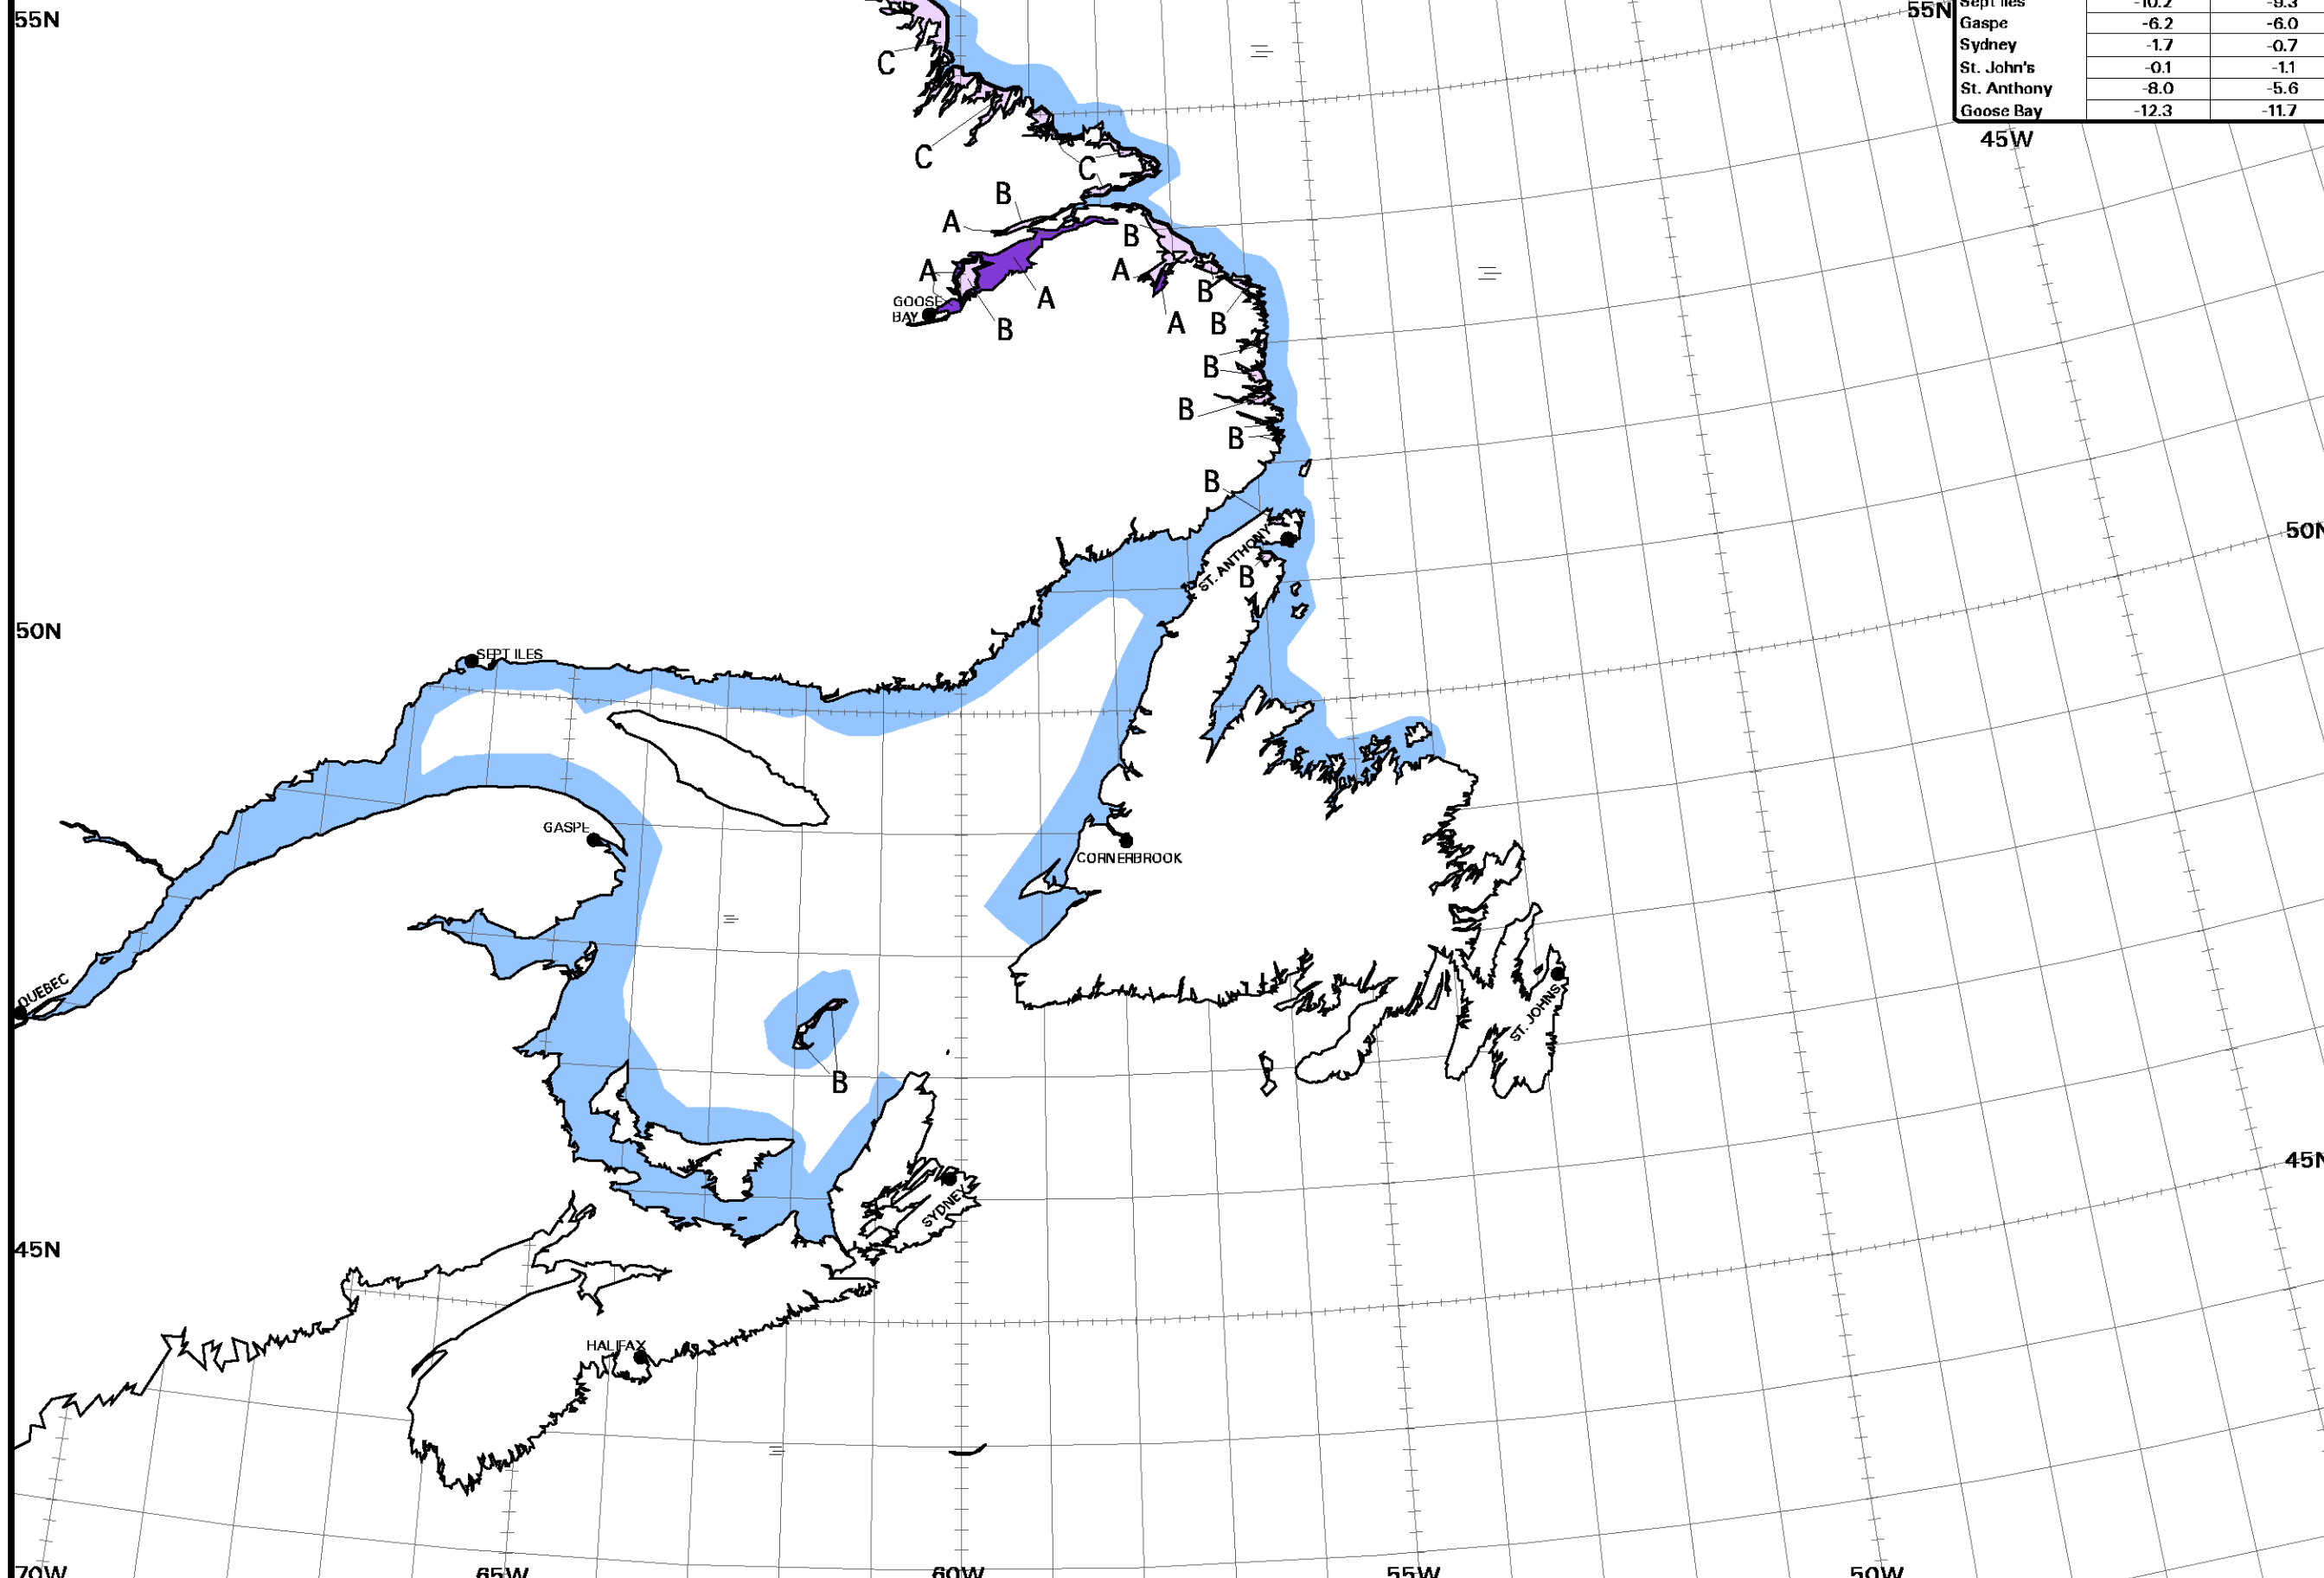 55N
55N
Sept Iles -10.2 -9.3
Gaspe -6.2 -6.0
Sydney -1.7 -0.7
St. John's -0.1 -1.1
St. Anthony -8.0 -5.6
Goose Bay -12.3 -11.7
45W
C
C
C
B
A
B
A
A
A
B
GOOSE
BAY
B
A
B
B
B
B
B
ST. ANTHONY
B
50N
50N
SEPT ILES
GASPE
CORNERBROOK
QUEBEC
ST. JOHNS
B
SYDNEY
45N
45N
HALIFAX
70W
65W
60W
55W
50W